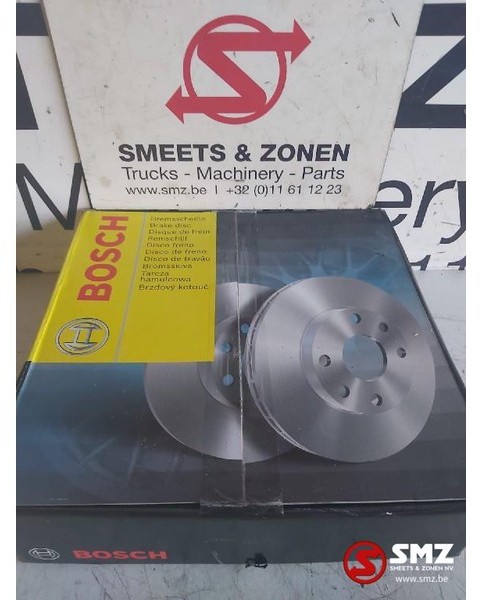 SMEETS & ZONEN
Trucks - Machinery - Parts
www.smz.be | +32 (0)11 61 12 23
BOSCH
Bremsscheibe
Brake disc
Disque de frein
Remschijf
Disco freno
Disco de freno
Disco de travão
Bromsskiva
Tarcza
hamulcowa
Brzdový kotouč
BOSCH
SMZ
SMEETS & ZONEN NV
www.smz.be